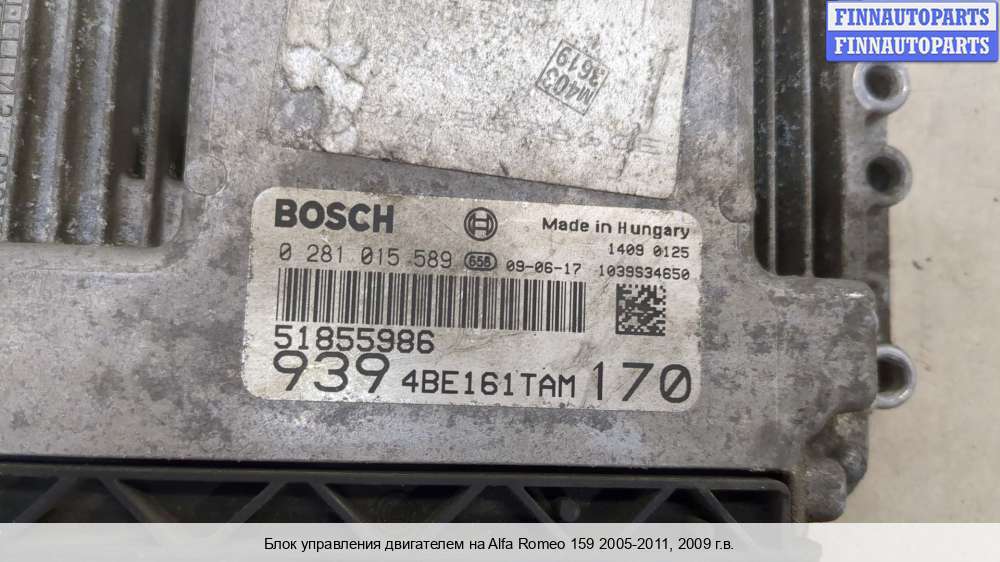 FINNAUTOPARTS
FINNAUTOPARTS
M403
3619
BOSCH
Made in Hungary
1409 0125
0 281 015 589 656 09-06-17 1039S34650
51855986
939 4BE161TAM 170
Блок управления двигателем на Alfa Romeo 159 2005-2011, 2009 г.в.